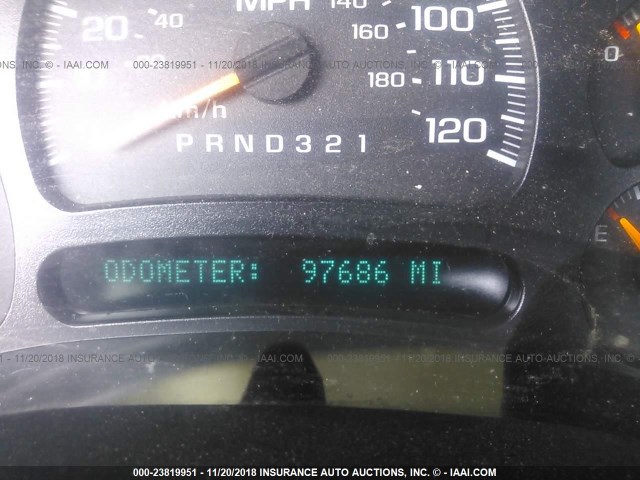 MPH
140
100
20
40
160
0
180
110
km/h
120
PRND321
E
ODOMETER: 97686 MI
000-23819951 - 11/20/2018 INSURANCE AUTO AUCTIONS, INC. - © IAAI.COM